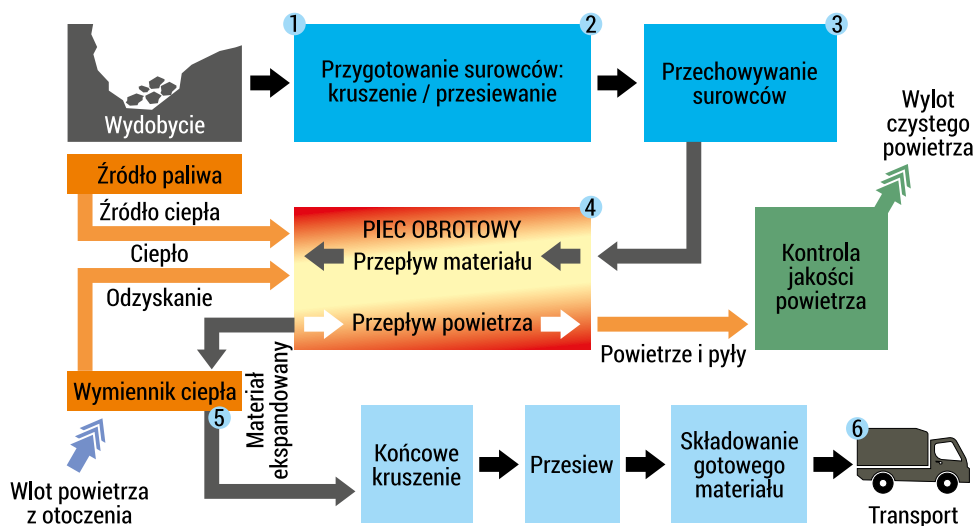 1
2
3
Wydobycie
Przygotowanie surowców:
kruszenie / przesiewanie
Przechowywanie
surowców
Wylot
czystego
powietrza
Źródło paliwa
Źródło ciepła
Ciepło
Odzyskanie
4
PIEC OBROTOWY
Przepływ materiału
Przepływ powietrza
Kontrola
jakości
powietrza
Powietrze i pyły
Materiał
ekspandowany
Wymiennik ciepła
5
Wlot powietrza
z otoczenia
Końcowe
kruszenie
Przesiew
Składowanie
gotowego
materiału
6
Transport